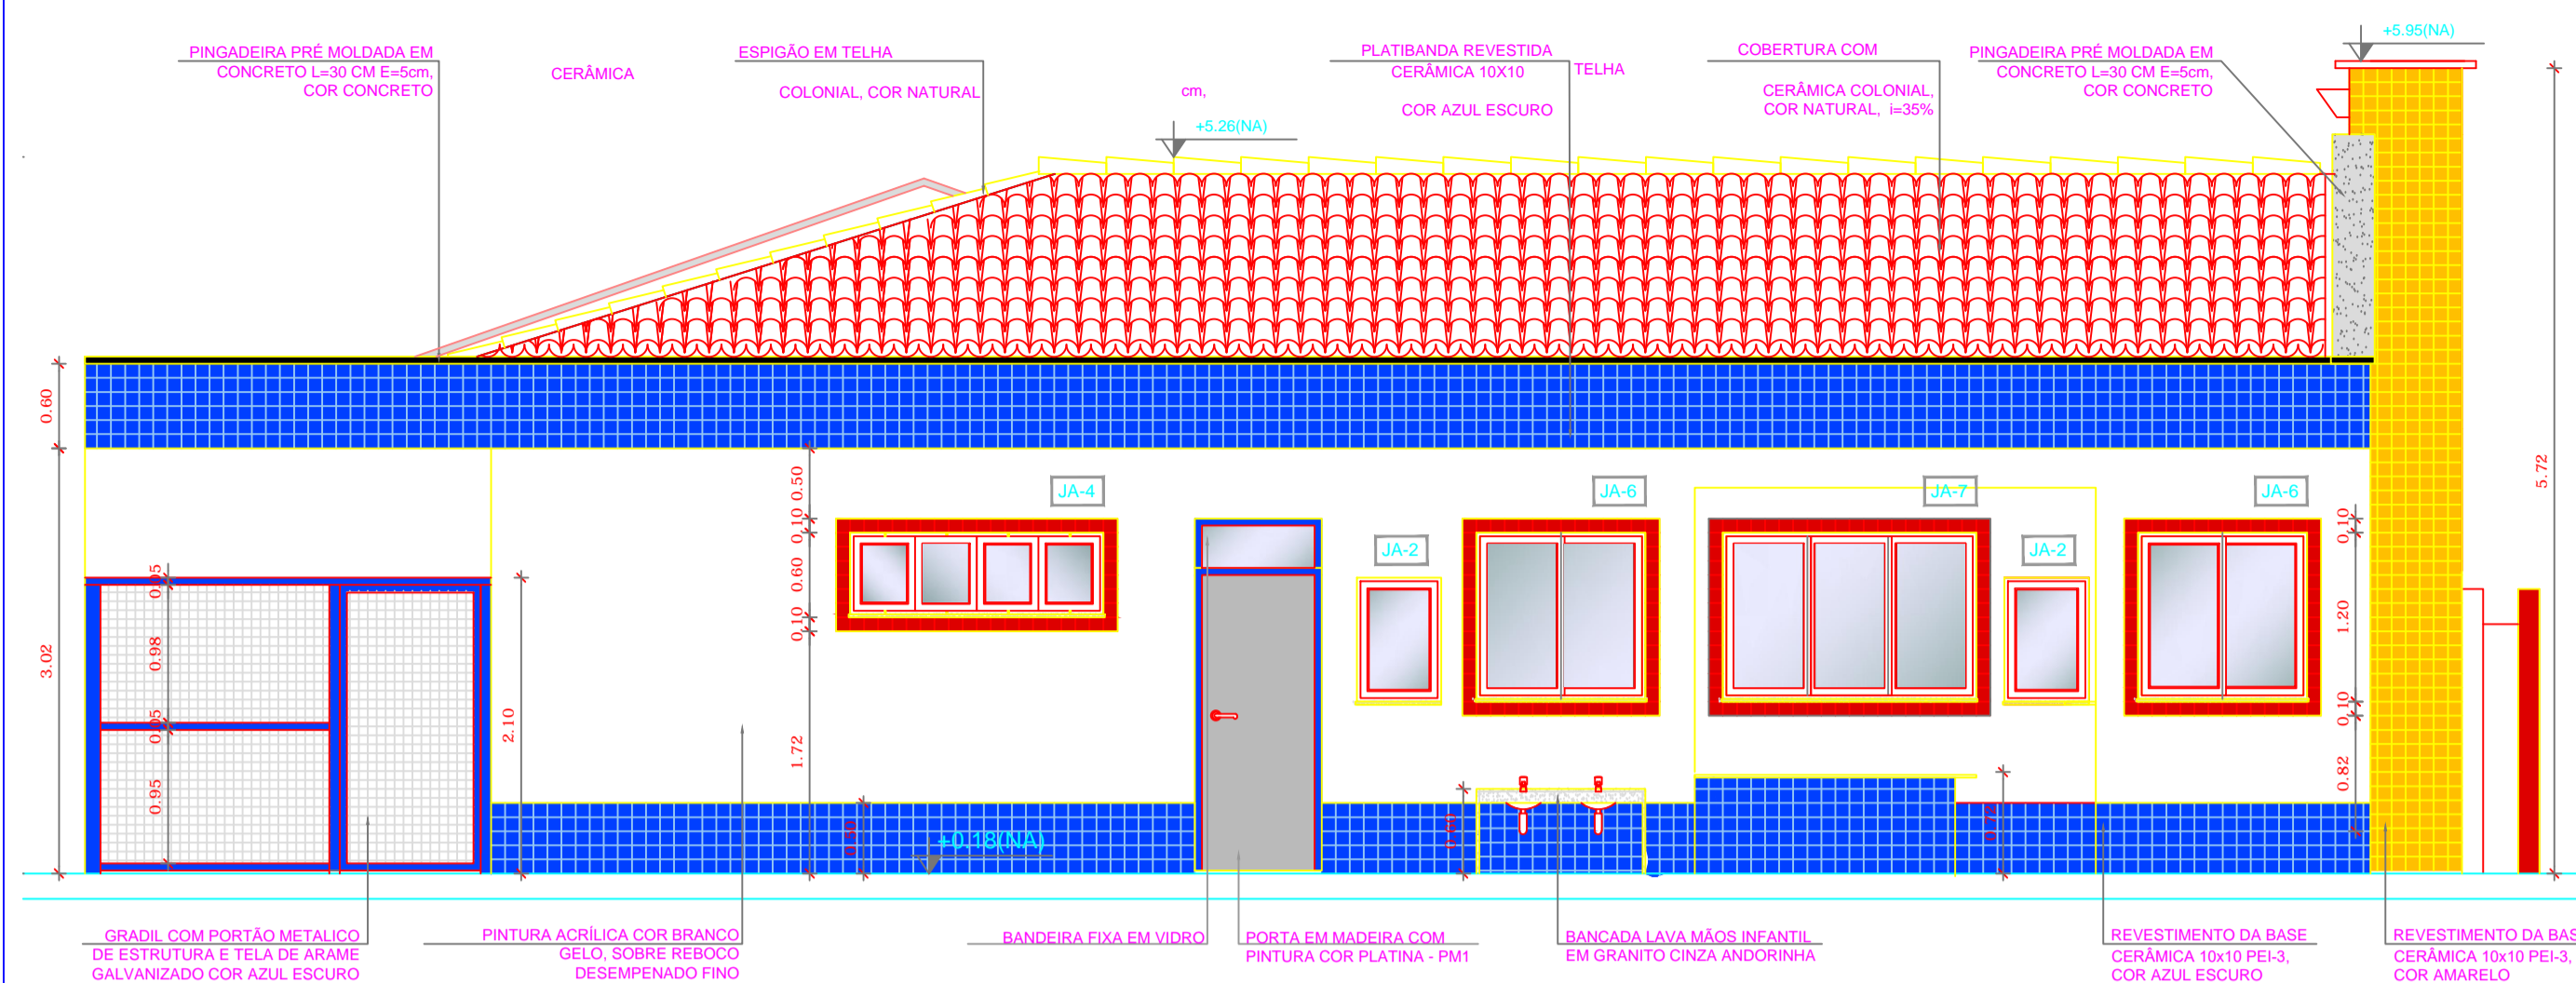 PINGADEIRA PRÉ MOLDADA EM
CONCRETO L=30 CM E=5cm,
COR CONCRETO
CERÂMICA
ESPIGÃO EM TELHA
COLONIAL, COR NATURAL
cm,
+5.26(NA)
PLATIBANDA REVESTIDA
CERÂMICA 10X10
COR AZUL ESCURO
TELHA
COBERTURA COM
CERÂMICA COLONIAL,
COR NATURAL, i=35%
PINGADEIRA PRÉ MOLDADA EM
CONCRETO L=30 CM E=5cm,
COR CONCRETO
+5.95(NA)
0.60
3.02
0.05
0.98
0.05
0.95
2.10
0.50
0.10
0.60
0.10
1.72
0.50
+0.18(NA)
JA-4
JA-2
JA-6
JA-7
JA-2
JA-6
0.60
0.72
0.10
1.20
0.10
0.82
5.72
GRADIL COM PORTÃO METALICO
DE ESTRUTURA E TELA DE ARAME
GALVANIZADO COR AZUL ESCURO
PINTURA ACRÍLICA COR BRANCO
GELO, SOBRE REBOCO
DESEMPENADO FINO
BANDEIRA FIXA EM VIDRO
PORTA EM MADEIRA COM
PINTURA COR PLATINA - PM1
BANCADA LAVA MÃOS INFANTIL
EM GRANITO CINZA ANDORINHA
REVESTIMENTO DA BASE
CERÂMICA 10x10 PEI-3,
COR AZUL ESCURO
REVESTIMENTO DA BAS
CERÂMICA 10x10 PEI-3,
COR AMARELO